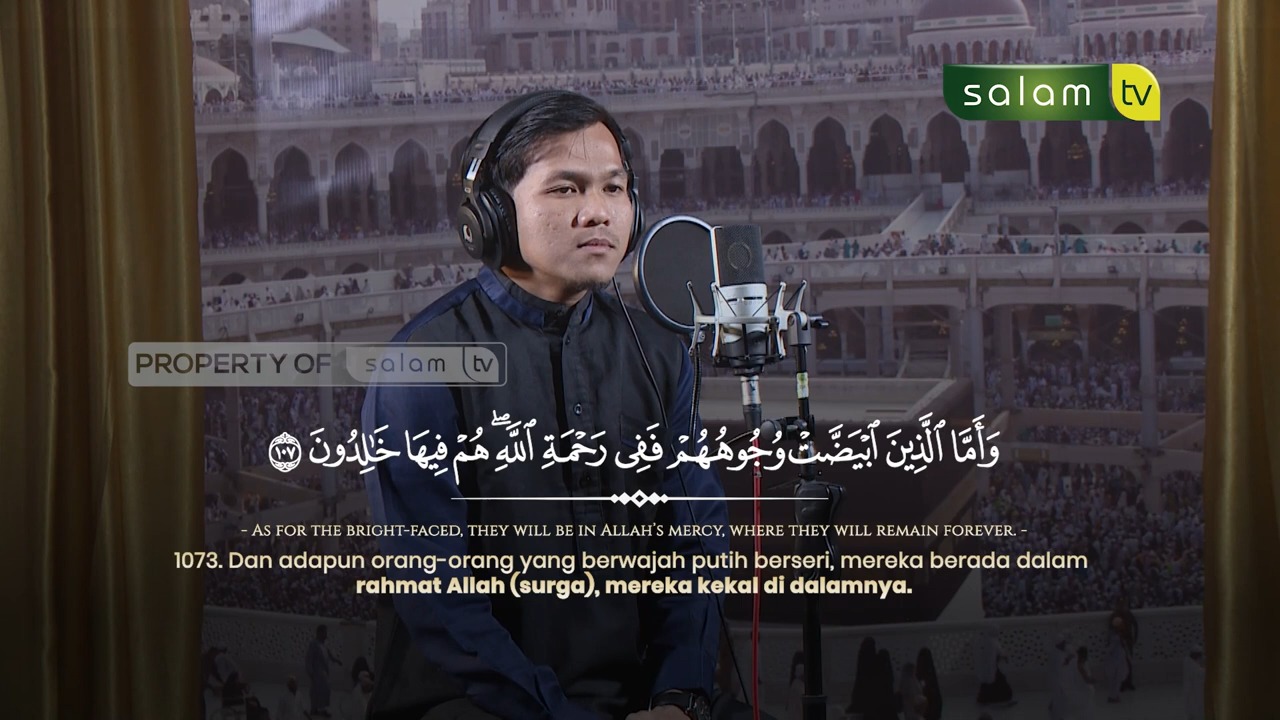 salam tv
PROPERTY OF salam tv
وَأَمَّا ٱلَّذِينَ ٱبْيَضَّتْ وُجُوهُهُمْ فَفِى رَحْمَةِ ٱللَّهِ ۖ هُمْ فِيهَا خَـٰلِدُونَ ١٠٧
- As for the bright-faced, they will be in Allah's mercy, where they will remain forever. -
1073. Dan adapun orang-orang yang berwajah putih berseri, mereka berada dalam
rahmat Allah (surga), mereka kekal di dalamnya.